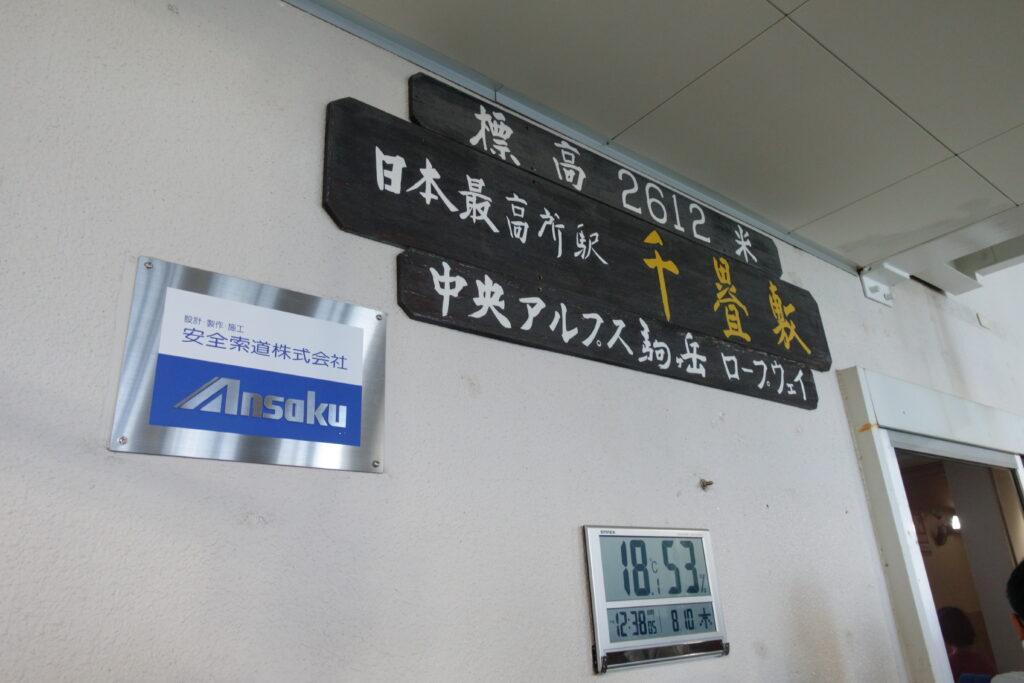 標高 2612 米
日本最高所駅 千畳敷
中央アルプス駒ヶ岳 ロープウェイ
設計・製作・施工
安全索道株式会社
Ansaku
18.1℃ 53%
12:38 05 8 10 木